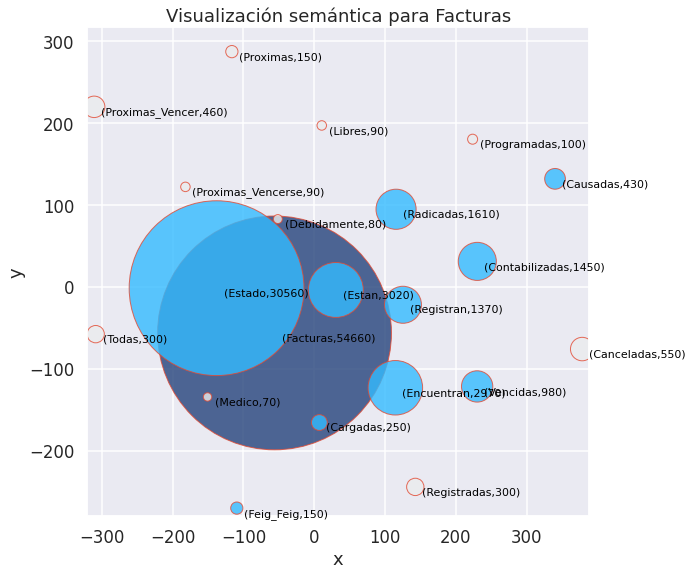 Visualización semántica para Facturas
300
(Proximas,150)
(Proximas_Vencer,460)
200
(Libres,90)
(Programadas,100)
(Causadas,430)
(Proximas_Vencerse,90)
100
(Radicadas,1610)
(Debidamente,80)
(Contabilizadas,1450)
y
0
(Estado,30560)
(Estan,3020)
(Registran,1370)
(Todas,300)
(Facturas,54660)
(Canceladas,550)
−100
(Encuentran,2970)
(Vencidas,980)
(Medico,70)
(Cargadas,250)
−200
(Registradas,300)
(Feig_Feig,150)
−300 −200 −100 0 100 200 300
x